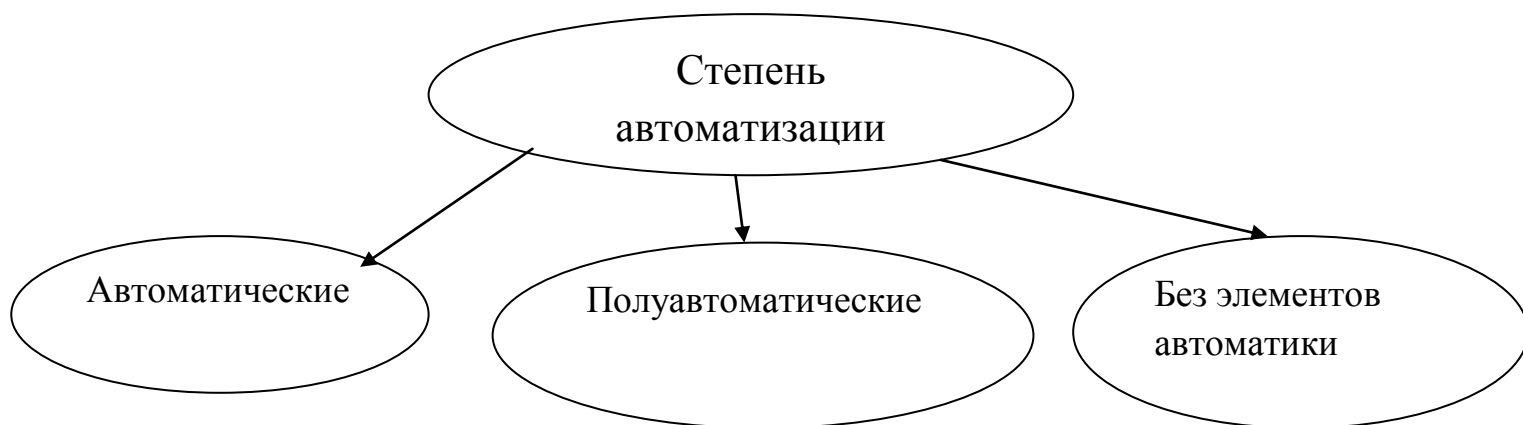 Степень
автоматизации
Автоматические
Полуавтоматические
Без элементов
автоматики